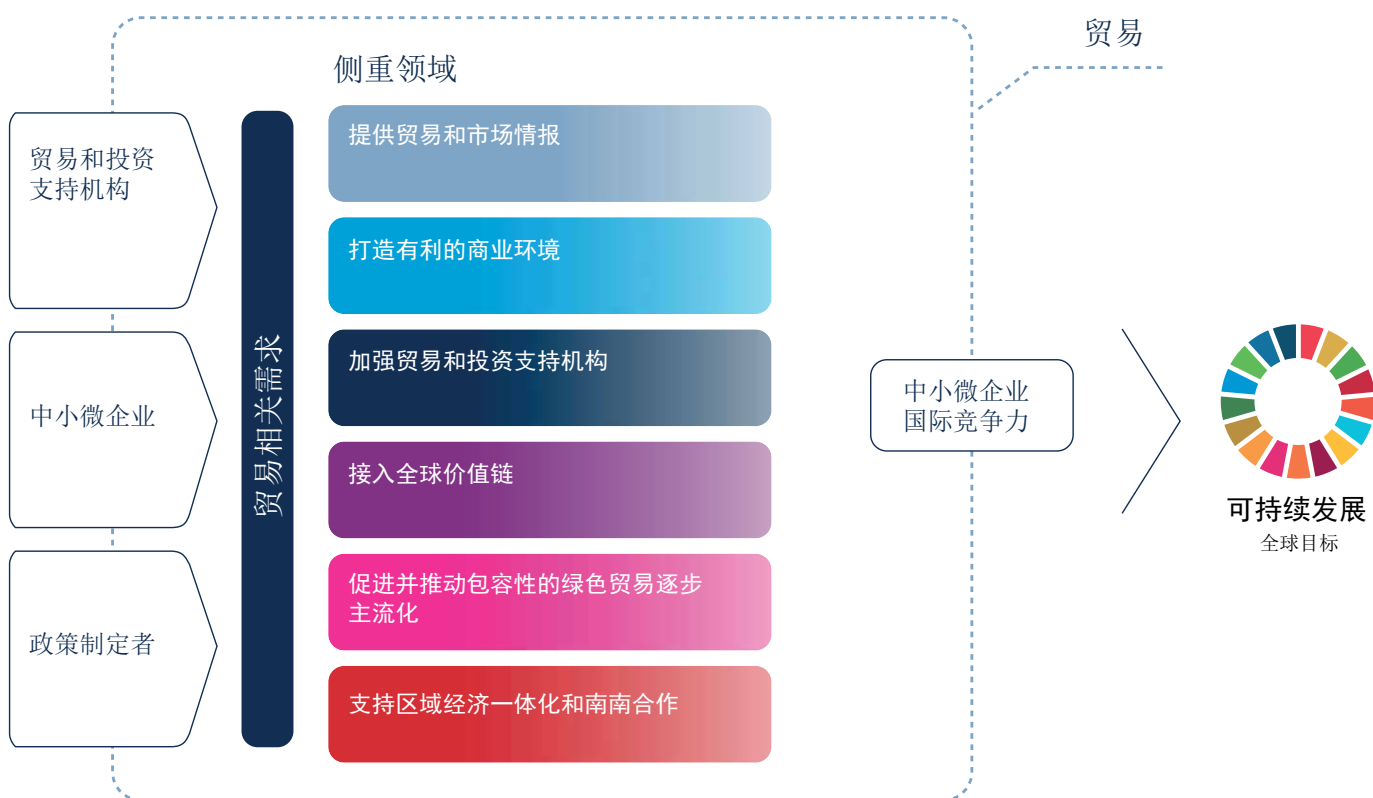 贸易
侧重领域
贸易和投资
支持机构
中小微企业
政策制定者
贸易相关需求
提供贸易和市场情报
打造有利的商业环境
加强贸易和投资支持机构
接入全球价值链
促进并推动包容性的绿色贸易逐步
主流化
支持区域经济一体化和南南合作
中小微企业
国际竞争力
可持续发展
全球目标